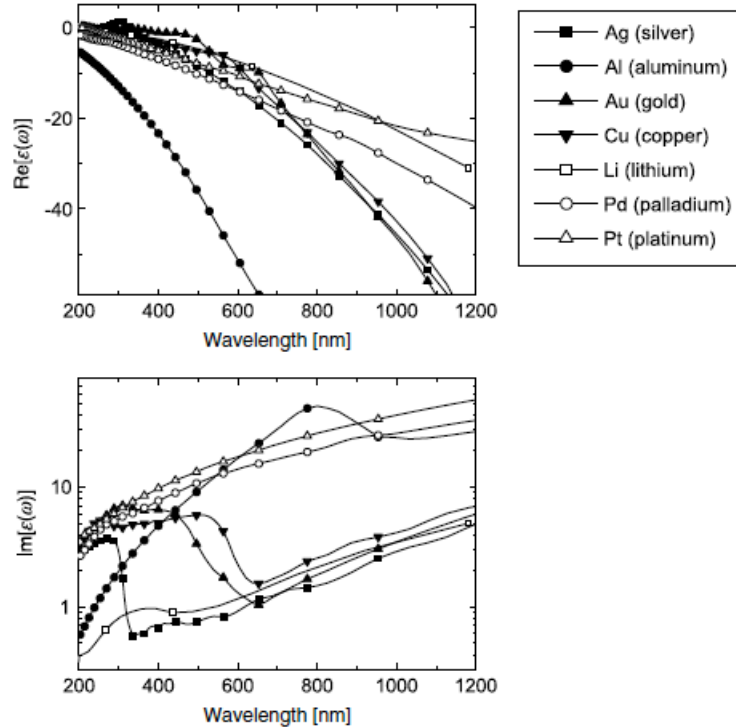 0
-20
-40
Re[ε(ω)]
200 400 600 800 1000 1200
Wavelength [nm]
Ag (silver)
Al (aluminum)
Au (gold)
Cu (copper)
Li (lithium)
Pd (palladium)
Pt (platinum)
10
1
Im[ε(ω)]
200 400 600 800 1000 1200
Wavelength [nm]